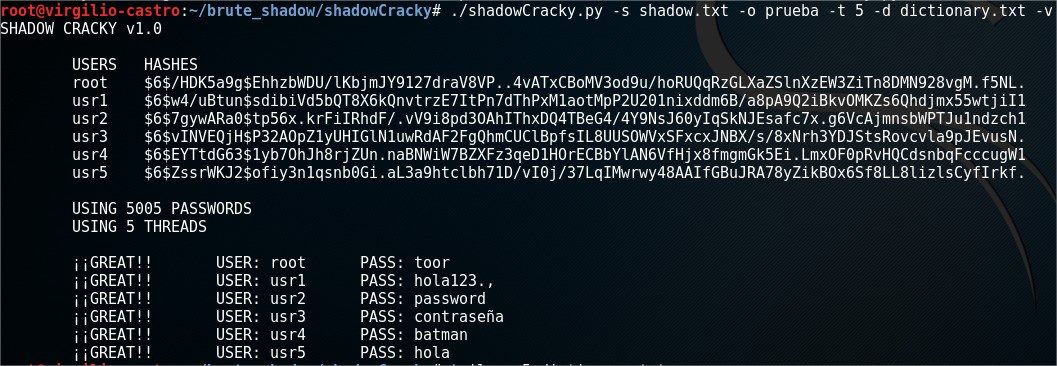 root@virgilio-castro:~/brute_shadow/shadowCracky# ./shadowCracky.py -s shadow.txt -o prueba -t 5 -d dictionary.txt -v
SHADOW CRACKY v1.0
USERS HASHES
root $6$/HDK5a9g$EhhzbWDU/lKbjmJY9127draV8VP..4vATxCBoMV3od9u/hoRUQqRzGLXaZSlnXzEW3ZiTn8DMN928vgM.f5NL.
usr1 $6$w4/uBtun$sdibiVd5bQT8X6kQnvtrzE7ItPn7dThPxM1aotMpP2U201nixddm6B/a8pA9Q2iBkvOMKZs6Qhdjmx55wtjiI1
usr2 $6$7gywARa0$tp56x.krFiIRhdF/.vV9i8pd3OAhIThxDQ4TBeG4/4Y9NsJ60yIqSkNJEsafc7x.g6VcAjmnsbWPTJu1ndzch1
usr3 $6$vINVEQjH$P32AOpZ1yUHIGlN1uwRdAF2FgQhmCUClBpfsIL8UUSOWVxSFxcxJNBX/s/8xNrh3YDJStsRovcvla9pJEvusN.
usr4 $6$EYTtdG63$1yb7OhJh8rjZUn.naBNWiW7BZXFz3qeD1HOrECBbYlAN6VfHjx8fmgmGk5Ei.LmxOF0pRvHQCdsnbqFcccugW1
usr5 $6$ZssrWKJ2$ofiy3n1qsnb0Gi.aL3a9htclbh71D/vI0j/37LqIMwrwy48AAIfGBuJRA78yZikBOx6Sf8LL8lizlsCyfIrkf.
USING 5005 PASSWORDS
USING 5 THREADS
¡¡GREAT!! USER: root PASS: toor
¡¡GREAT!! USER: usr1 PASS: hola123.,
¡¡GREAT!! USER: usr2 PASS: password
¡¡GREAT!! USER: usr3 PASS: contraseña
¡¡GREAT!! USER: usr4 PASS: batman
¡¡GREAT!! USER: usr5 PASS: hola